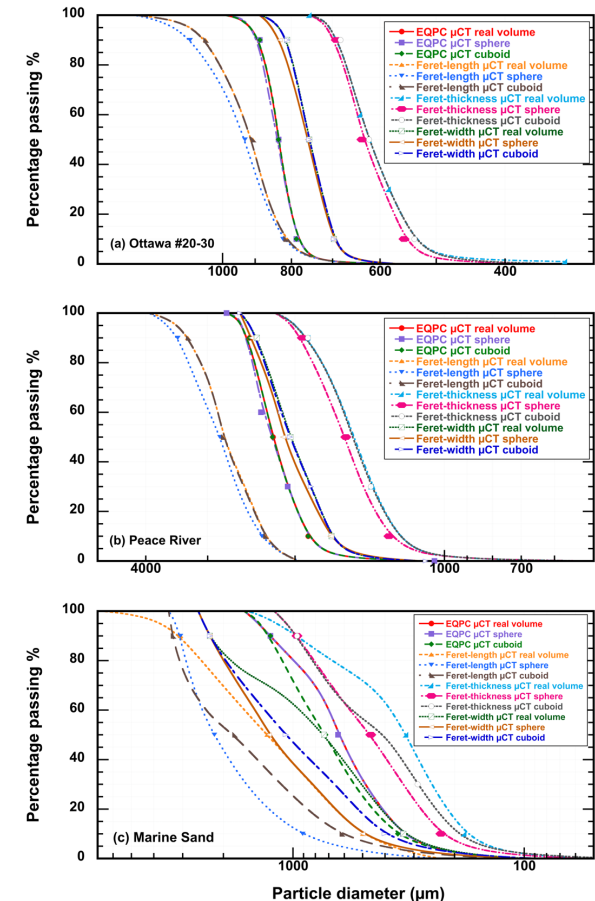 Percentage passing %
100
80
60
40
20
0
EQPC µCT real volume
EQPC µCT sphere
EQPC µCT cuboid
Feret-length µCT real volume
Feret-length µCT sphere
Feret-length µCT cuboid
Feret-thickness µCT real volume
Feret-thickness µCT sphere
Feret-thickness µCT cuboid
Feret-width µCT real volume
Feret-width µCT sphere
Feret-width µCT cuboid
(a) Ottawa #20-30
1000 800 600 400
Percentage passing %
100
80
60
40
20
0
EQPC µCT real volume
EQPC µCT sphere
EQPC µCT cuboid
Feret-length µCT real volume
Feret-length µCT sphere
Feret-length µCT cuboid
Feret-thickness µCT real volume
Feret-thickness µCT sphere
Feret-thickness µCT cuboid
Feret-width µCT real volume
Feret-width µCT sphere
Feret-width µCT cuboid
(b) Peace River
4000 1000 700
Percentage passing %
100
80
60
40
20
0
EQPC µCT real volume
EQPC µCT sphere
EQPC µCT cuboid
Feret-length µCT real volume
Feret-length µCT sphere
Feret-length µCT cuboid
Feret-thickness µCT real volume
Feret-thickness µCT sphere
Feret-thickness µCT cuboid
Feret-width µCT real volume
Feret-width µCT sphere
Feret-width µCT cuboid
(c) Marine Sand
1000 100
Particle diameter (µm)